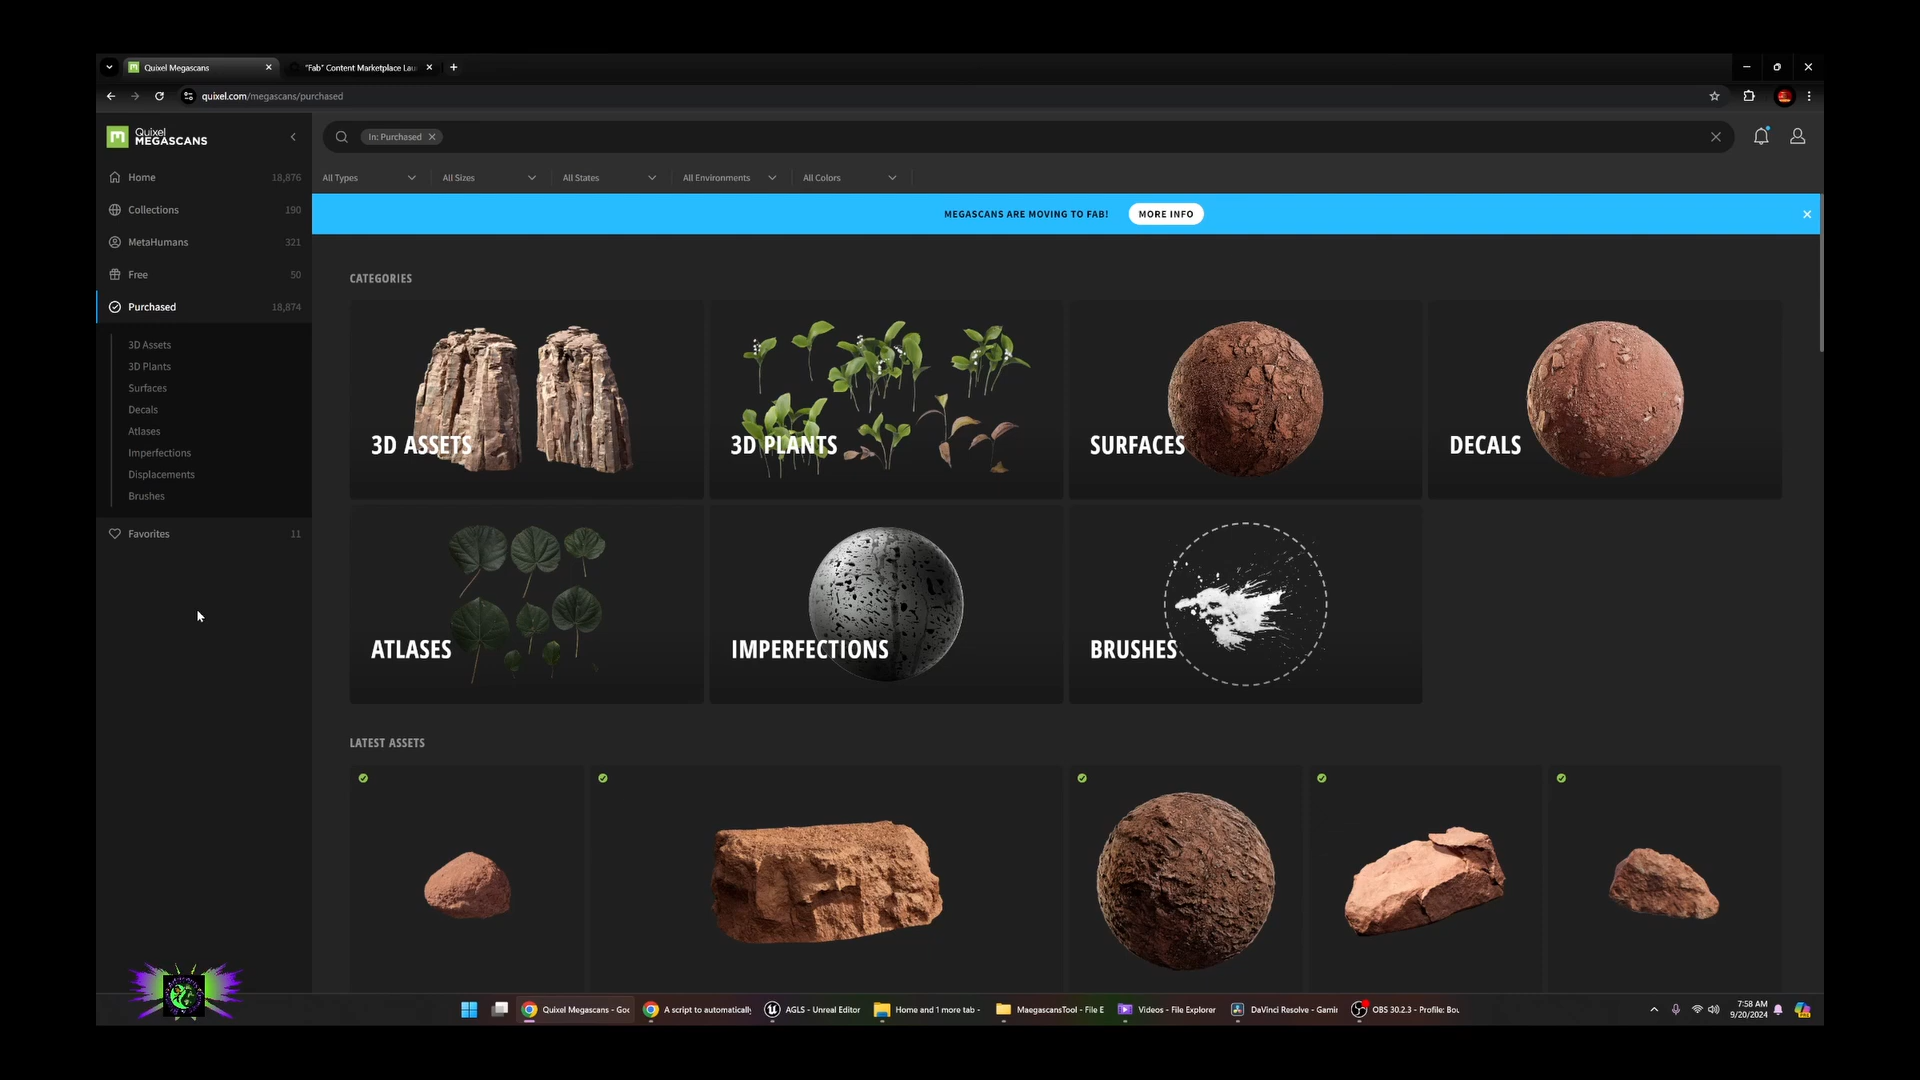 Quixel Megascans
"Fab" Content Marketplace Lau
quixel.com/megascans/purchased
Quixel
MEGASCANS
In: Purchased
All Types
All Sizes
All States
All Environments
All Colors
MEGASCANS ARE MOVING TO FAB!
MORE INFO
Home 18,876
Collections 190
MetaHumans 321
Free 50
Purchased 18,874
3D Assets
3D Plants
Surfaces
Decals
Atlases
Imperfections
Displacements
Brushes
Favorites 11
CATEGORIES
3D ASSETS
3D PLANTS
SURFACES
DECALS
ATLASES
IMPERFECTIONS
BRUSHES
LATEST ASSETS
Quixel Megascans - Goo
A script to automatically
AGLS - Unreal Editor
Home and 1 more tab -
MaegascansTool - File E
Videos - File Explorer
DaVinci Resolve - Gamin
OBS 30.2.3 - Profile: Bou
7:58 AM
9/20/2024